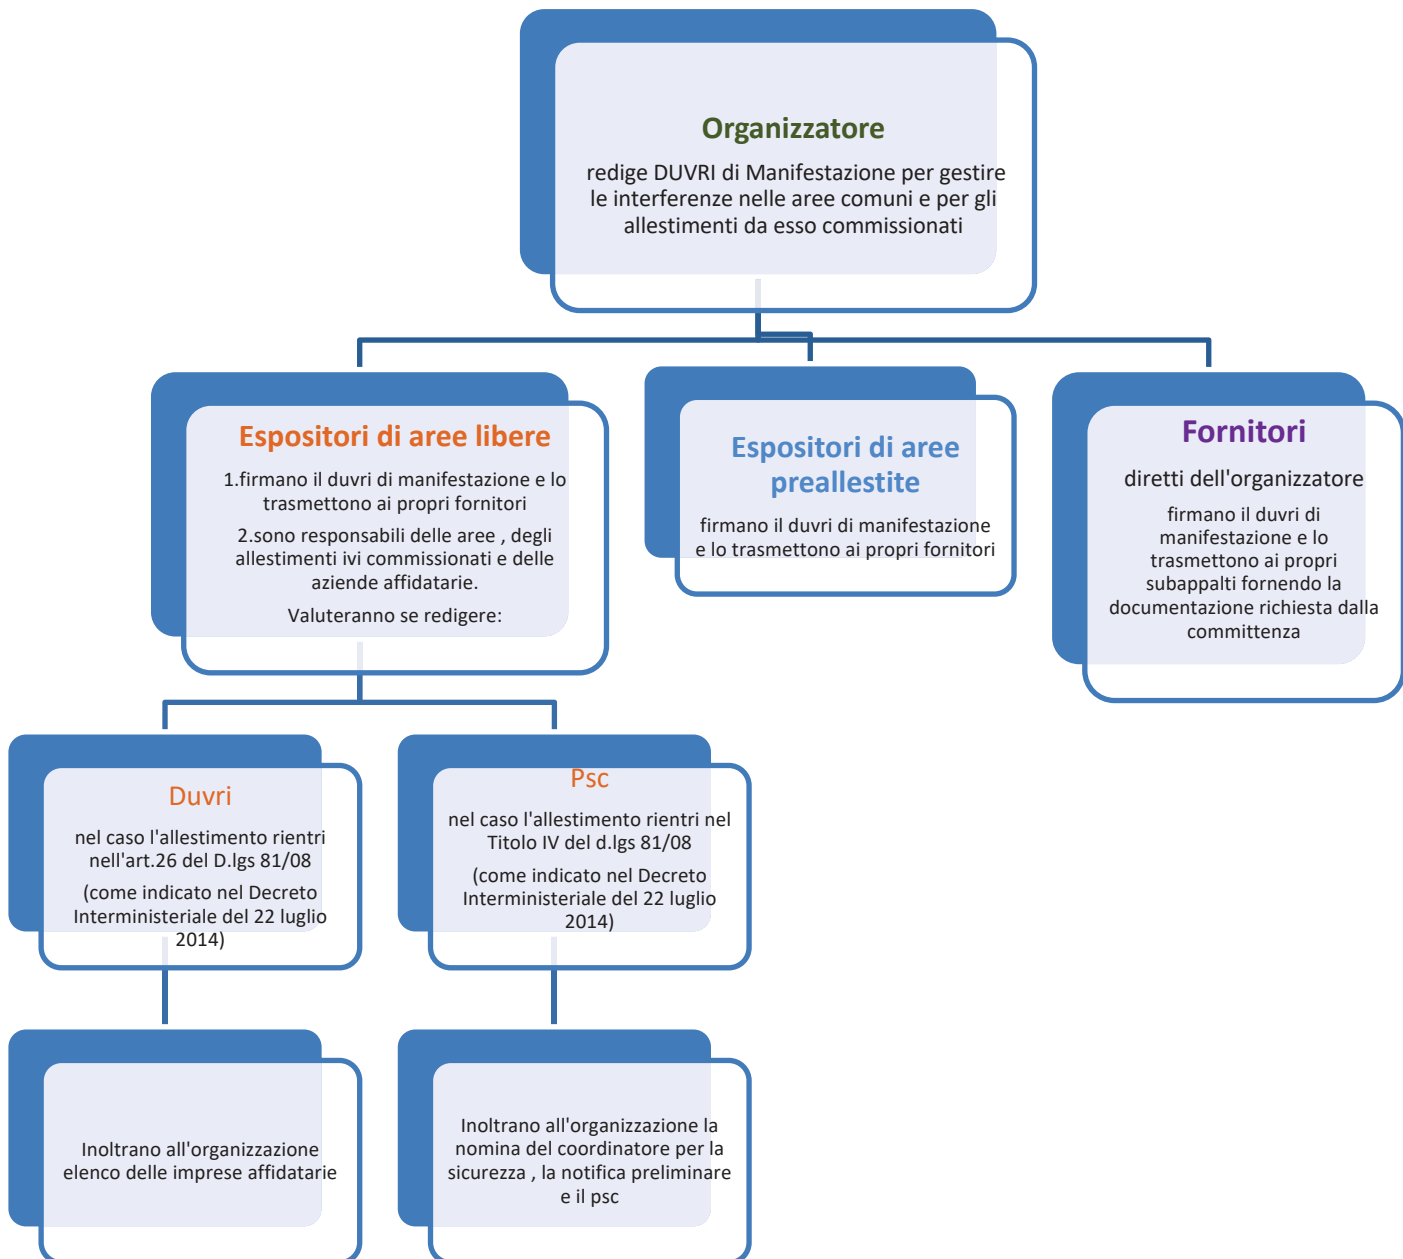 Organizzatore
redige DUVRI di Manifestazione per gestire
le interferenze nelle aree comuni e per gli
allestimenti da esso commissionati
Espositori di aree libere
1.firmano il duvri di manifestazione e lo
trasmettono ai propri fornitori
2.sono responsabili delle aree , degli
allestimenti ivi commissionati e delle
aziende affidatarie.
Valuteranno se redigere:
Espositori di aree
preallestite
firmano il duvri di manifestazione
e lo trasmettono ai propri fornitori
Fornitori
diretti dell'organizzatore
firmano il duvri di
manifestazione e lo
trasmettono ai propri
subappalti fornendo la
documentazione richiesta dalla
committenza
Duvri
nel caso l'allestimento rientri
nell'art.26 del D.lgs 81/08
(come indicato nel Decreto
Interministeriale del 22 luglio
2014)
Psc
nel caso l'allestimento rientri nel
Titolo IV del d.lgs 81/08
(come indicato nel Decreto
Interministeriale del 22 luglio
2014)
Inoltrano all'organizzazione
elenco delle imprese affidatarie
Inoltrano all'organizzazione la
nomina del coordinatore per la
sicurezza , la notifica preliminare
e il psc